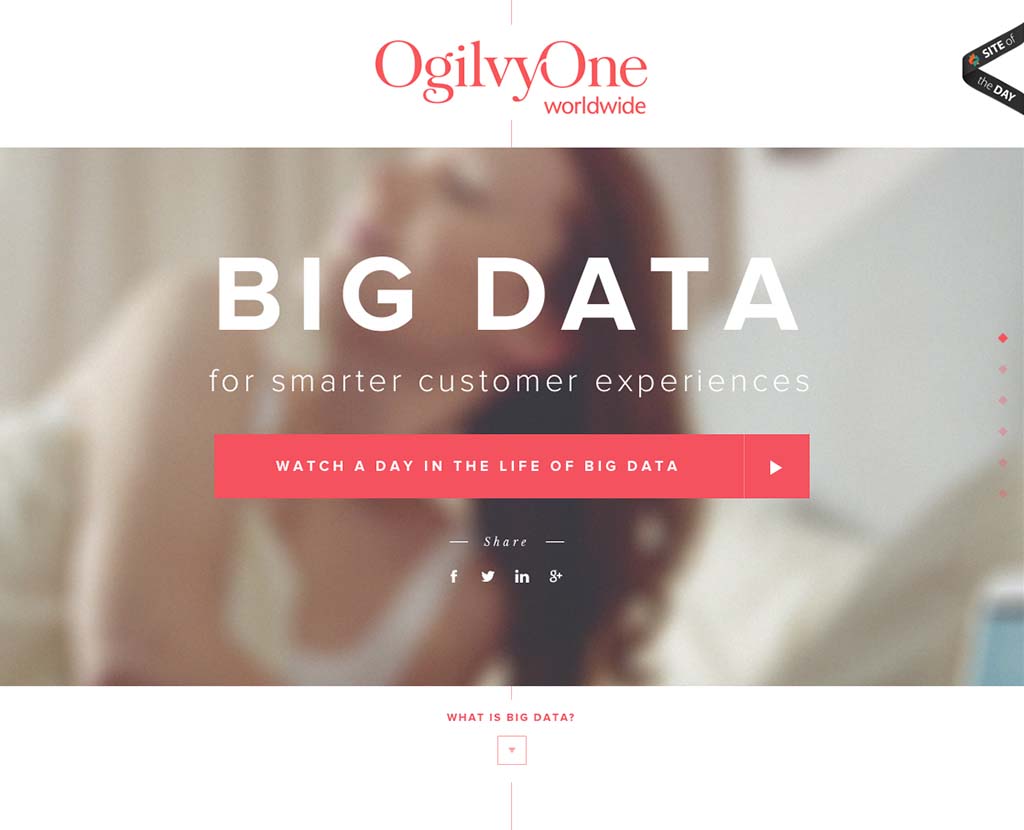 OgilvyOne
worldwide
SITE of
the DAY
BIG DATA
for smarter customer experiences
WATCH A DAY IN THE LIFE OF BIG DATA
Share
f in g+
WHAT IS BIG DATA?